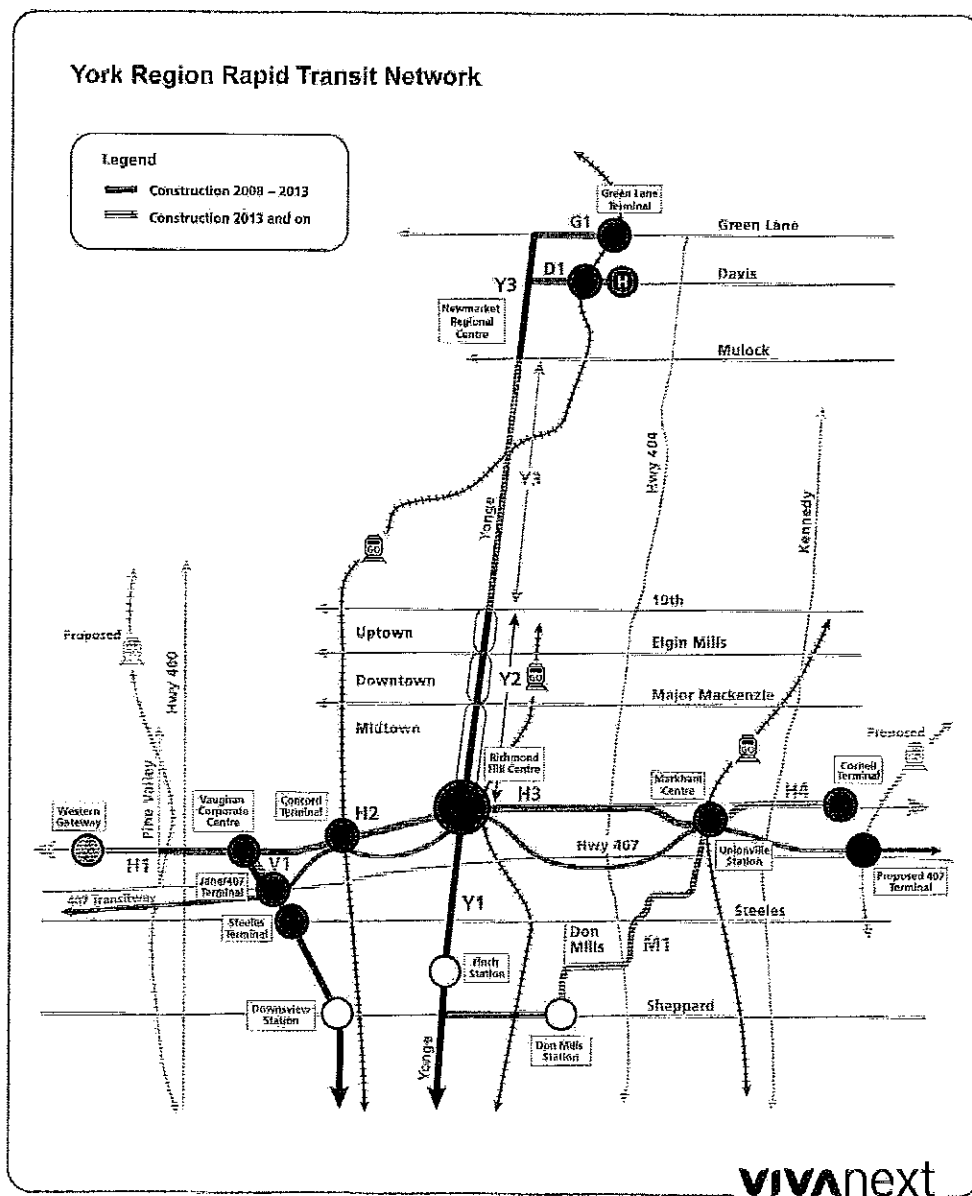 York Region Rapid Transit Network
Legend
Construction 2008 – 2013
Construction 2013 and on
Green Lane
Terminal
G1
Green Lane
D1
H
Davis
Y3
Newmarket
Regional
Centre
Mulock
Y3
Yonge
Hwy 404
Kennedy
GO
19th
Proposed
Hwy 400
Uptown
Elgin Mills
Y2
GO
Downtown
Major Mackenzie
Midtown
Richmond
Hill Centre
GO
Proposed
GO
Pine Valley
Western
Gateway
Vaughan
Corporate
Centre
Concord
Terminal
H2
H3
Markham
Centre
H4
Cornell
Terminal
H1
V1
Hwy 407
Unionville
Station
Jane/407
Terminal
Proposed 407
Terminal
407 Transitway
Steeles
Terminal
Y1
Steeles
Don
Mills
M1
Finch
Station
Downsview
Station
Sheppard
Don Mills
Station
Yonge
VIVAnext